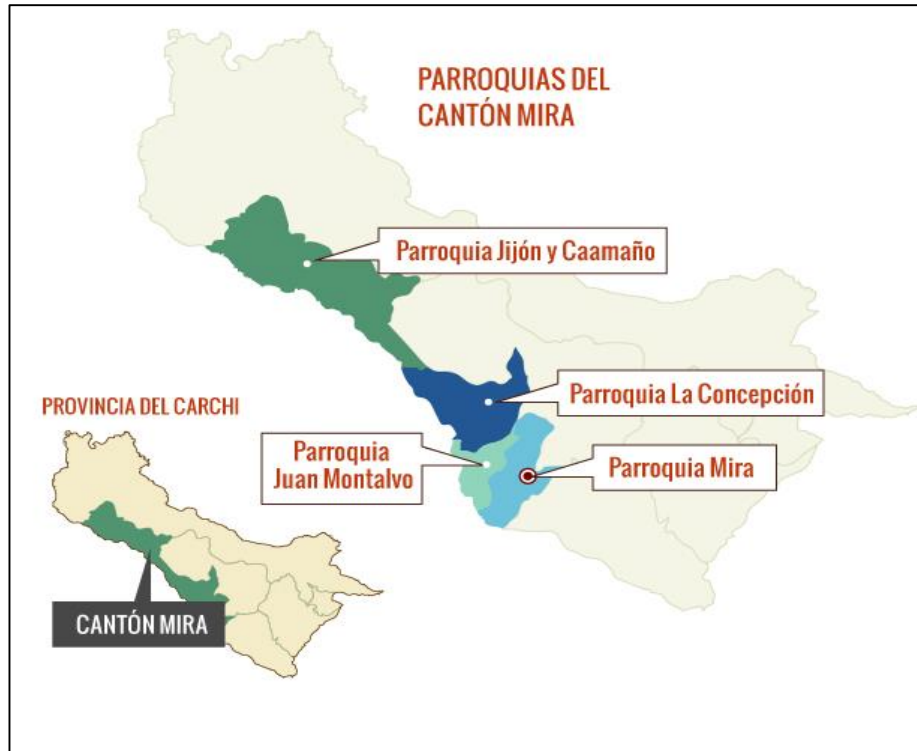 PARROQUIAS DEL
CANTÓN MIRA
Parroquia Jijón y Caamaño
Parroquia La Concepción
Parroquia
Juan Montalvo
Parroquia Mira
PROVINCIA DEL CARCHI
CANTÓN MIRA